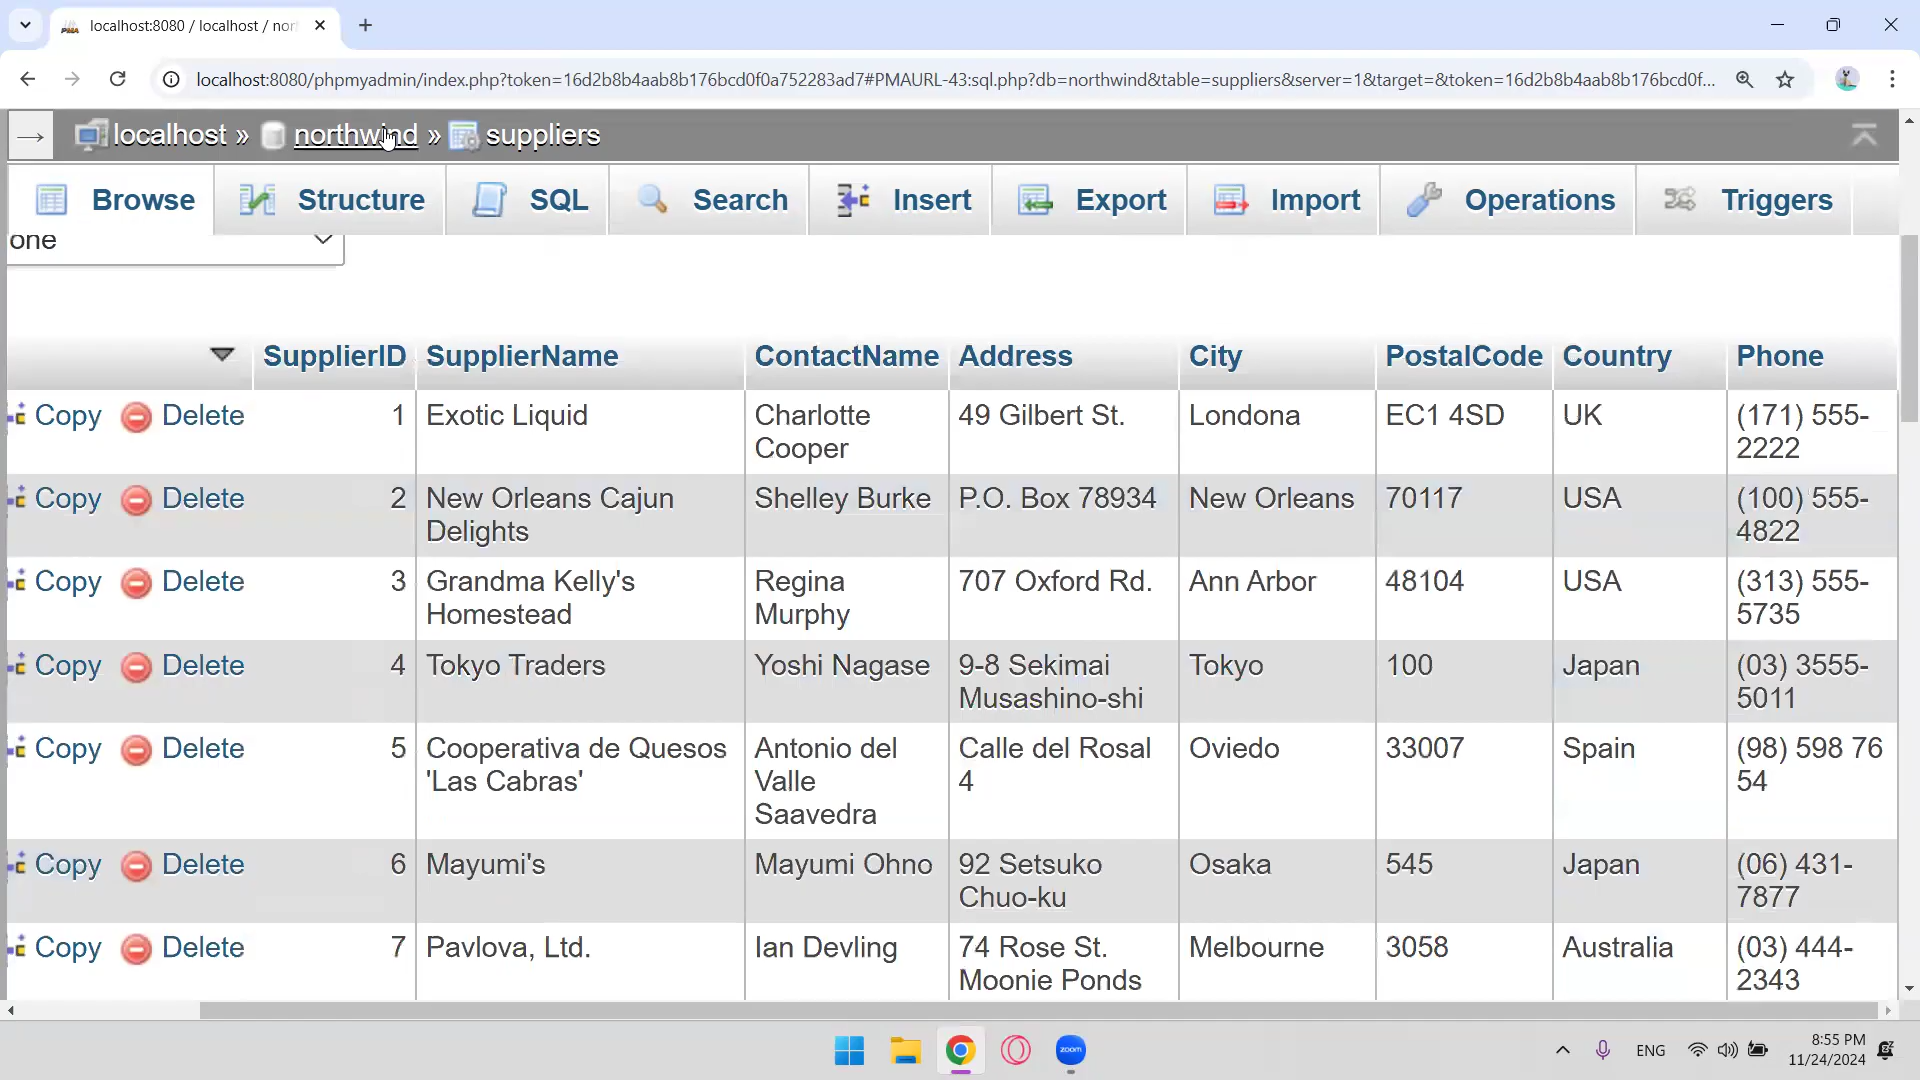 localhost:8080 / localhost / nor
localhost:8080/phpmyadmin/index.php?token=16d2b8b4aab8b176bcd0f0a752283ad7#PMAURL-43:sql.php?db=northwind&table=suppliers&server=1&target=&token=16d2b8b4aab8b176bcd0f...
localhost » northwind » suppliers
Browse Structure SQL Search Insert Export Import Operations Triggers
one
SupplierID SupplierName ContactName Address City PostalCode Country Phone
Copy Delete 1 Exotic Liquid Charlotte 49 Gilbert St. Londona EC1 4SD UK (171) 555-
Cooper 2222
Copy Delete 2 New Orleans Cajun Shelley Burke P.O. Box 78934 New Orleans 70117 USA (100) 555-
Delights 4822
Copy Delete 3 Grandma Kelly's Regina 707 Oxford Rd. Ann Arbor 48104 USA (313) 555-
Homestead Murphy 5735
Copy Delete 4 Tokyo Traders Yoshi Nagase 9-8 Sekimai Tokyo 100 Japan (03) 3555-
Musashino-shi 5011
Copy Delete 5 Cooperativa de Quesos Antonio del Calle del Rosal Oviedo 33007 Spain (98) 598 76
'Las Cabras' Valle 4 54
Saavedra
Copy Delete 6 Mayumi's Mayumi Ohno 92 Setsuko Osaka 545 Japan (06) 431-
Chuo-ku 7877
Copy Delete 7 Pavlova, Ltd. Ian Devling 74 Rose St. Melbourne 3058 Australia (03) 444-
Moonie Ponds 2343
zoom
ENG
8:55 PM
11/24/2024